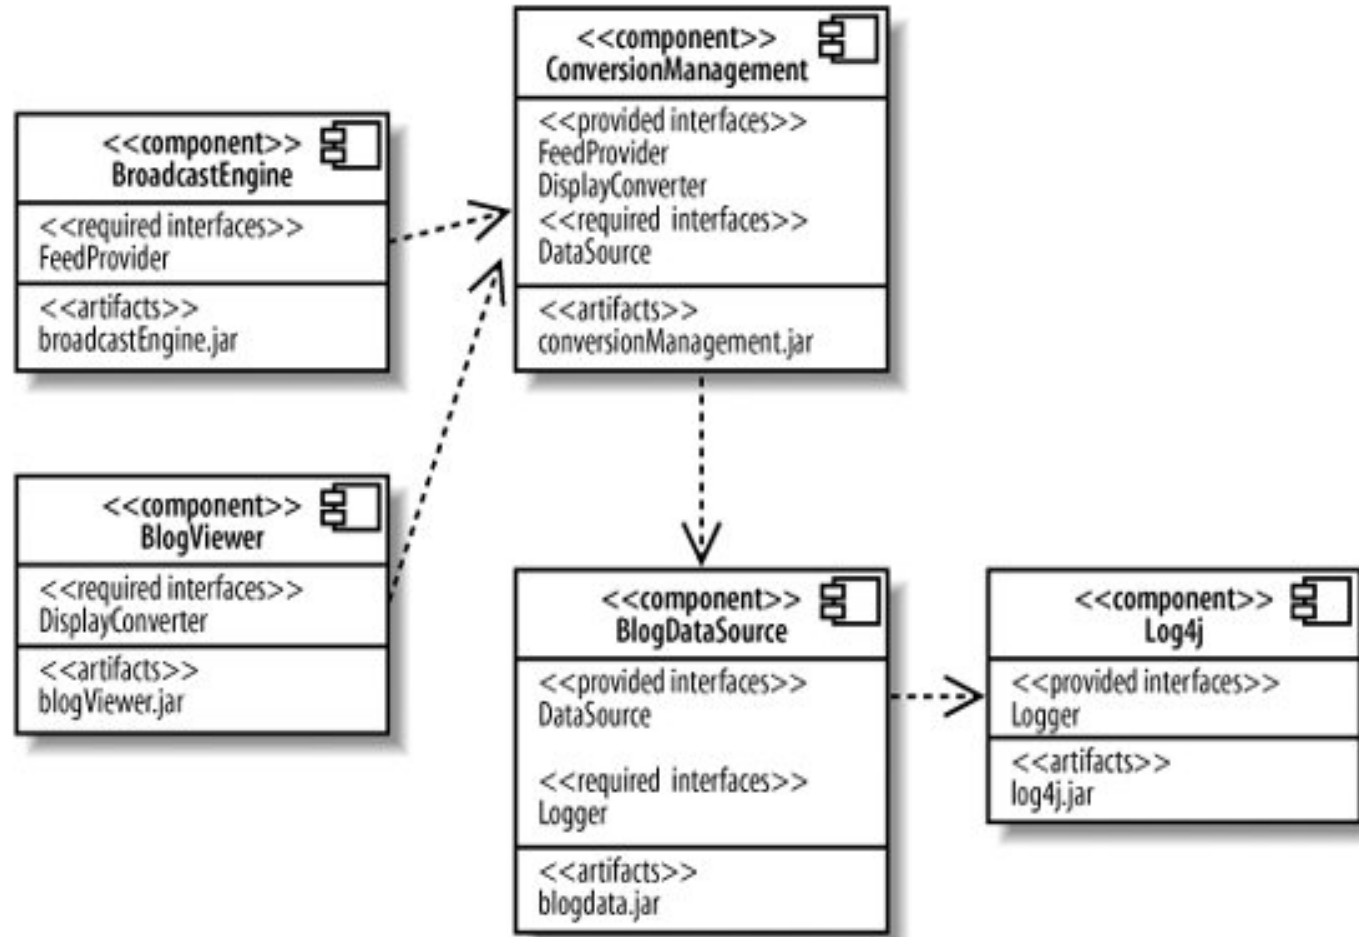 <<component>>
ConversionManagement
<<provided interfaces>>
FeedProvider
DisplayConverter
<<required interfaces>>
DataSource
<<artifacts>>
conversionManagement.jar
<<component>>
BroadcastEngine
<<required interfaces>>
FeedProvider
<<artifacts>>
broadcastEngine.jar
<<component>>
BlogViewer
<<required interfaces>>
DisplayConverter
<<artifacts>>
blogViewer.jar
<<component>>
BlogDataSource
<<provided interfaces>>
DataSource
<<required interfaces>>
Logger
<<artifacts>>
blogdata.jar
<<component>>
Log4j
<<provided interfaces>>
Logger
<<artifacts>>
log4j.jar